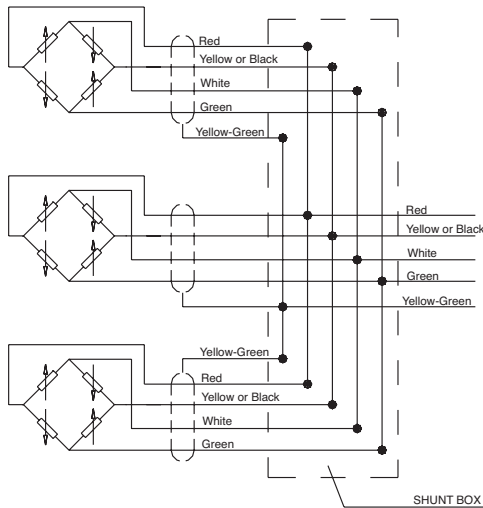 Red
Yellow or Black
White
Green
Yellow-Green
Red
Yellow or Black
White
Green
Yellow-Green
Yellow-Green
Red
Yellow or Black
White
Green
SHUNT BOX